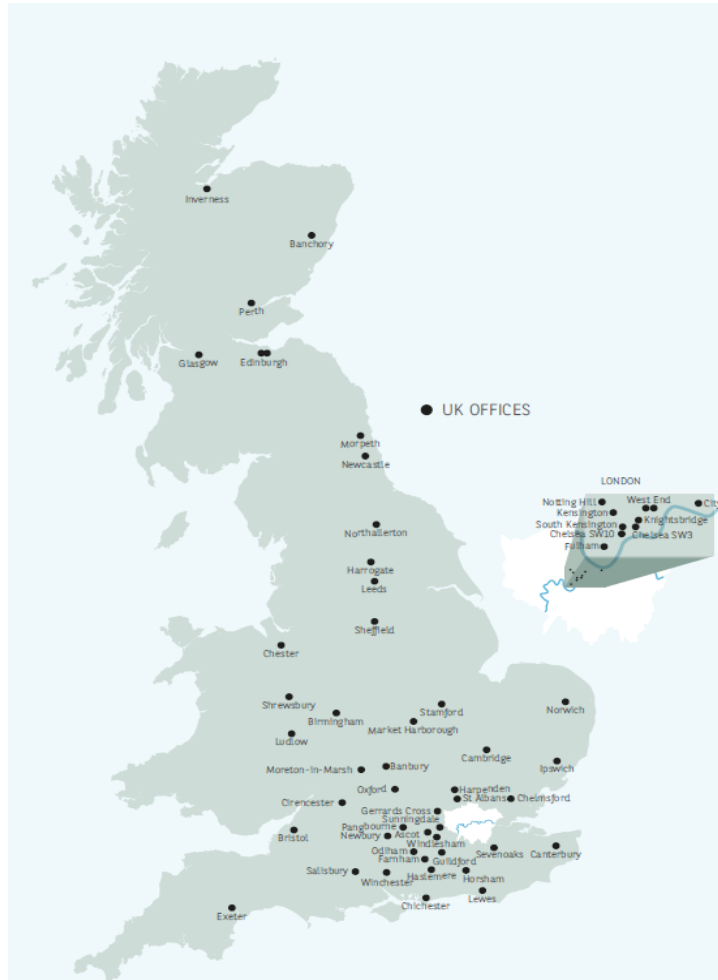 Inverness
Banchory
Perth
Glasgow
Edinburgh
UK OFFICES
Morpeth
Newcastle
LONDON
Notting Hill
West End
City
Kensington
Knightsbridge
South Kensington
Chelsea SW10
Chelsea SW3
Fulham
Northallerton
Harrogate
Leeds
Sheffield
Chester
Shrewsbury
Birmingham
Stamford
Norwich
Market Harborough
Ludlow
Cambridge
Moreton-In-Marsh
Banbury
Ipswich
Oxford
Harpenden
Cirencester
St Albans
Chelmsford
Gerrards Cross
Sunningdale
Pangbourne
Bristol
Newbury
Ascot
Windlesham
Odiham
Sevenoaks
Canterbury
Farnham
Guildford
Salisbury
Winchester
Haslemere
Horsham
Chichester
Lewes
Exeter